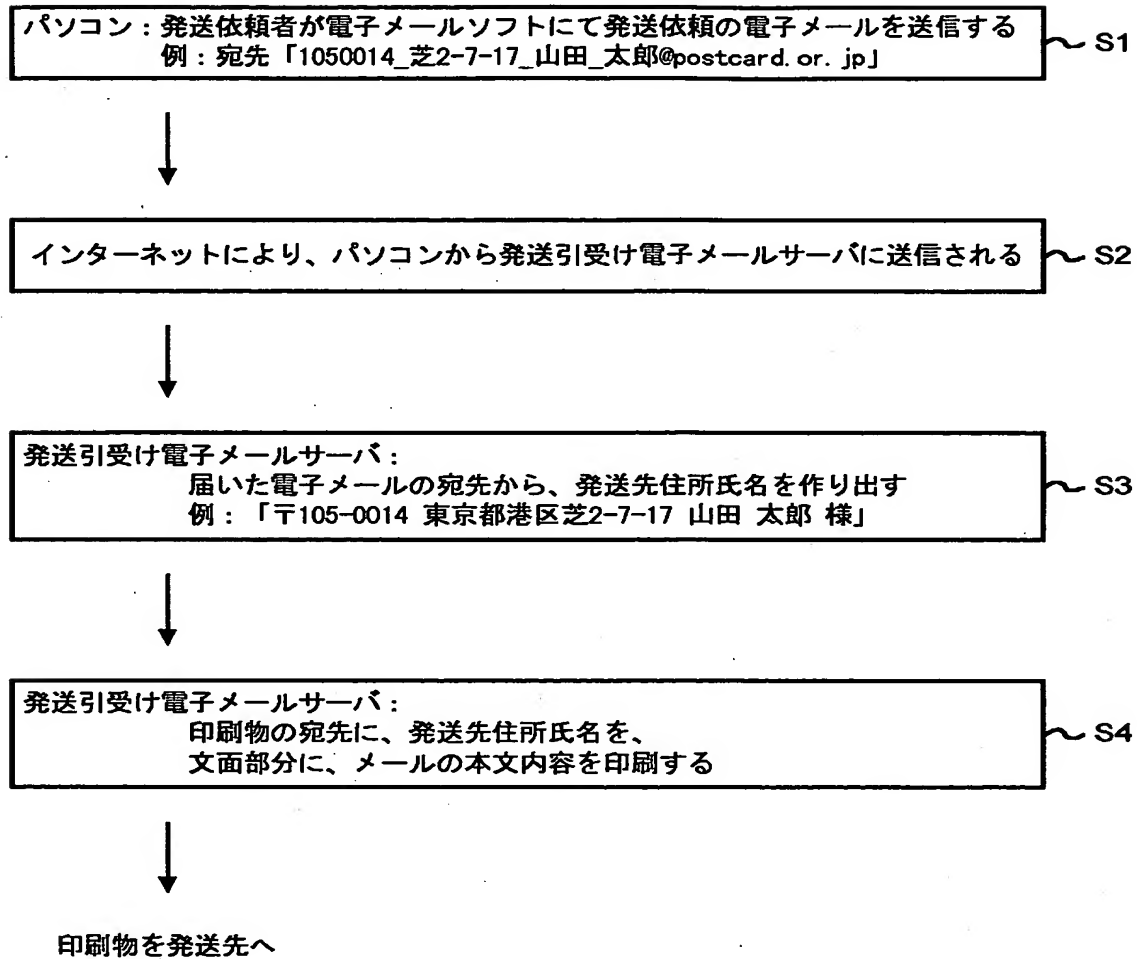 パソコン：発送依頼者が電子メールソフトにて発送依頼の電子メールを送信する
例：宛先「1050014_芝2-7-17_山田_太郎@postcard.or.jp」
S1
インターネットにより、パソコンから発送引受け電子メールサーバに送信される
S2
発送引受け電子メールサーバ：
届いた電子メールの宛先から、発送先住所氏名を作り出す
例：「〒105-0014 東京都港区芝2-7-17 山田 太郎 様」
S3
発送引受け電子メールサーバ：
印刷物の宛先に、発送先住所氏名を、
文面部分に、メールの本文内容を印刷する
S4
印刷物を発送先へ